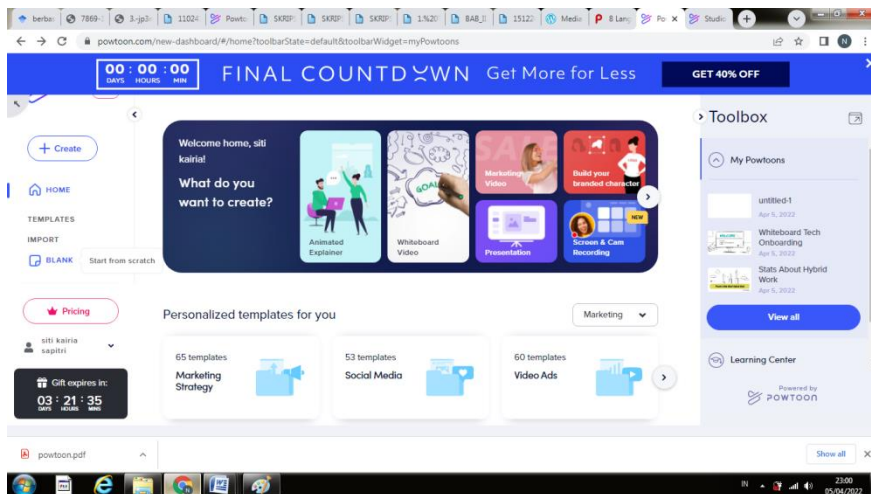 berbas
7869-
3.-jp3
11024
Powto
SKRIP
SKRIP
SKRIP
1.%20
BAB_II
15122
Media
8 Lang
Po
Studio
powtoon.com/new-dashboard/#/home?toolbarState=default&toolbarWidget=myPowtoons
N
00 : 00 : 00
DAYS HOURS MIN
FINAL COUNTDOWN Get More for Less
GET 40% OFF
+ Create
HOME
TEMPLATES
IMPORT
BLANK
Start from scratch
Pricing
siti kairia
sapitri
Gift expires in:
03 : 21 : 35
DAYS HOURS MINS
Welcome home, siti
kairia!
What do you
want to create?
Animated
Explainer
GOAL
Whiteboard
Video
SALE
Marketing
Video
Build your
branded character
Presentation
NEW
Screen & Cam
Recording
Personalized templates for you
Marketing
65 templates
Marketing
Strategy
53 templates
Social Media
60 templates
Video Ads
Toolbox
My Powtoons
untitled-1
Apr 5, 2022
Whiteboard Tech
Onboarding
Apr 5, 2022
Stats About Hybrid
Work
Apr 5, 2022
View all
Learning Center
Powered by
POWTOON
powtoon.pdf
Show all
IN
23:00
05/04/2022